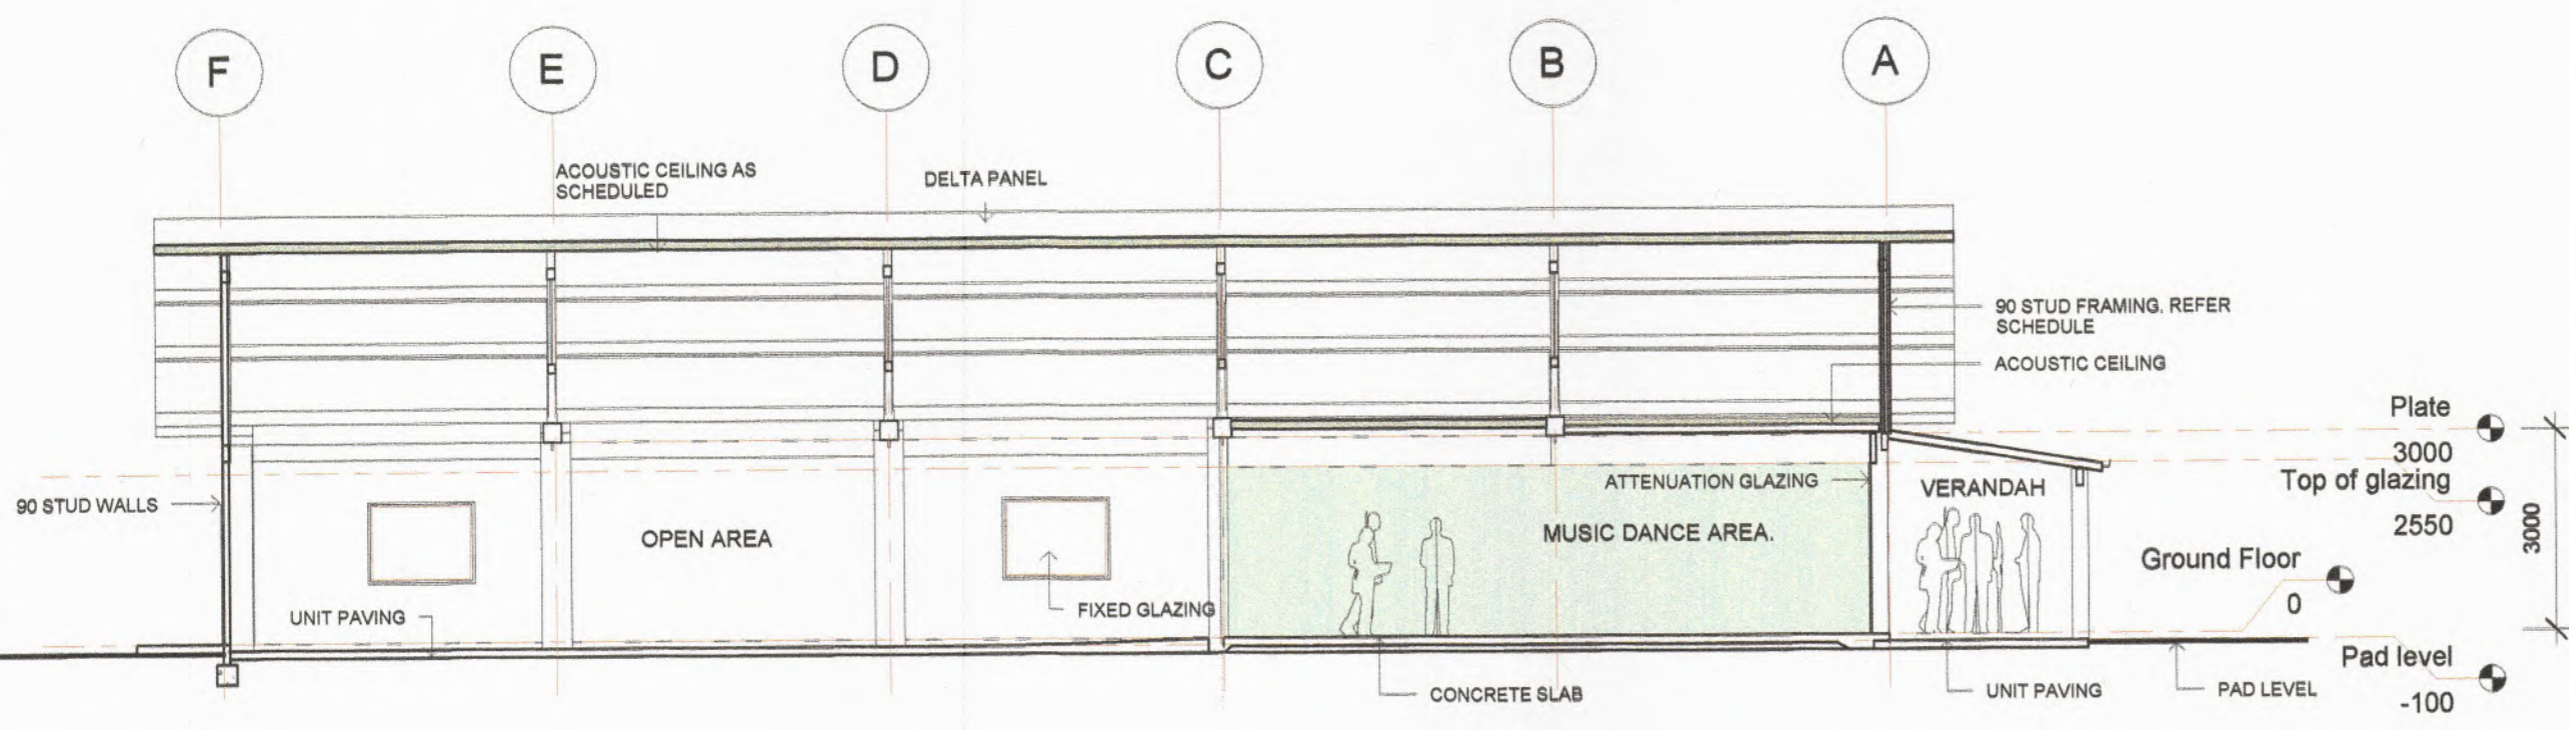 F
E
D
C
B
A
ACOUSTIC CEILING AS
SCHEDULED
DELTA PANEL
90 STUD FRAMING. REFER
SCHEDULE
ACOUSTIC CEILING
Plate
3000
Top of glazing
2550
3000
90 STUD WALLS
OPEN AREA
ATTENUATION GLAZING
MUSIC DANCE AREA.
VERANDAH
Ground Floor
0
UNIT PAVING
FIXED GLAZING
Pad level
-100
CONCRETE SLAB
UNIT PAVING
PAD LEVEL